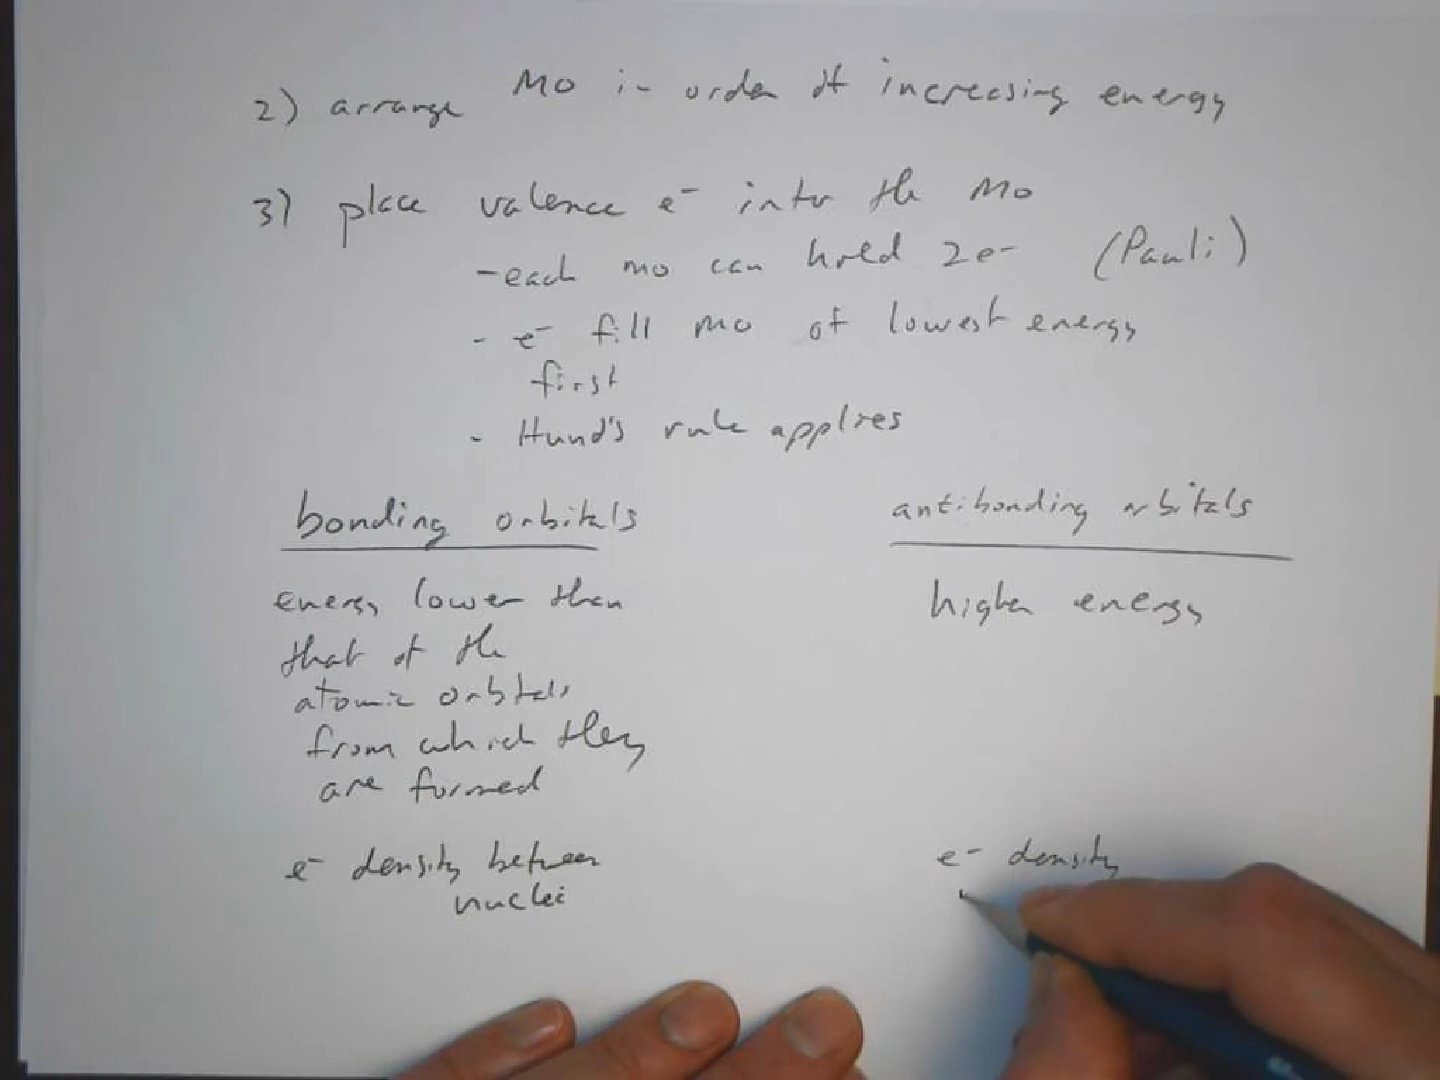 2) arrange MO in order of increasing energy
3) place valence e⁻ into the MO
- each mo can hold 2e⁻ (Pauli)
- e⁻ fill mo of lowest energy
first
- Hund's rule applies
bonding orbitals
energy lower than
that of the
atomic orbitals
from which they
are formed
e⁻ density between
nuclei
antibonding orbitals
higher energy
e⁻ density